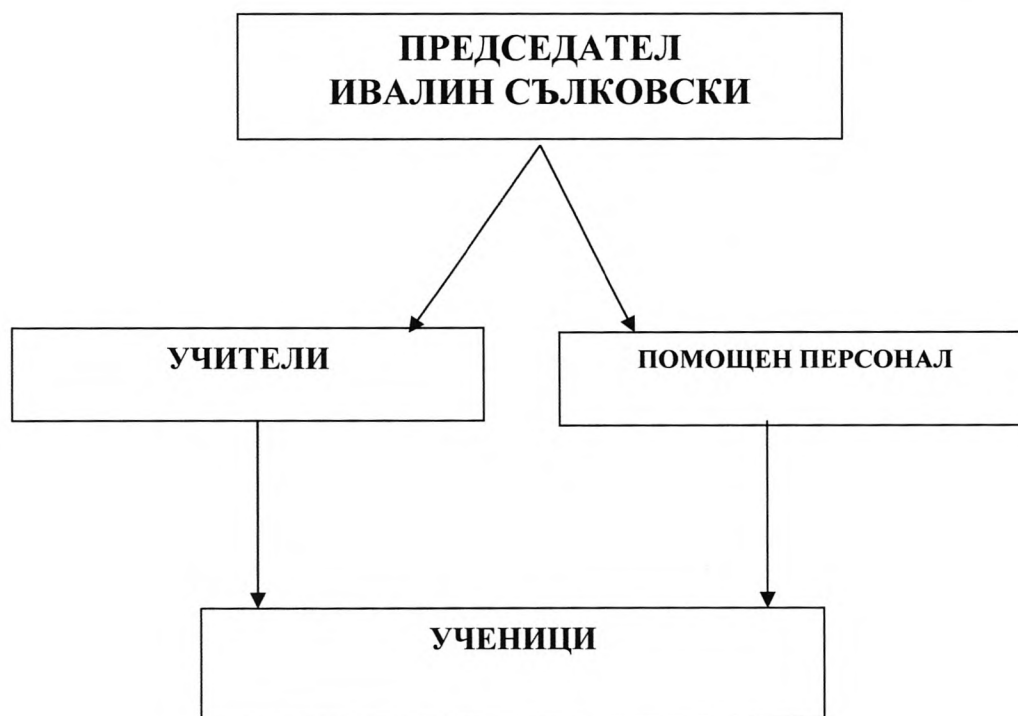 ПРЕДСЕДАТЕЛ
ИВАЛИН СЪЛКОВСКИ
УЧИТЕЛИ
ПОМОЩЕН ПЕРСОНАЛ
УЧЕНИЦИ